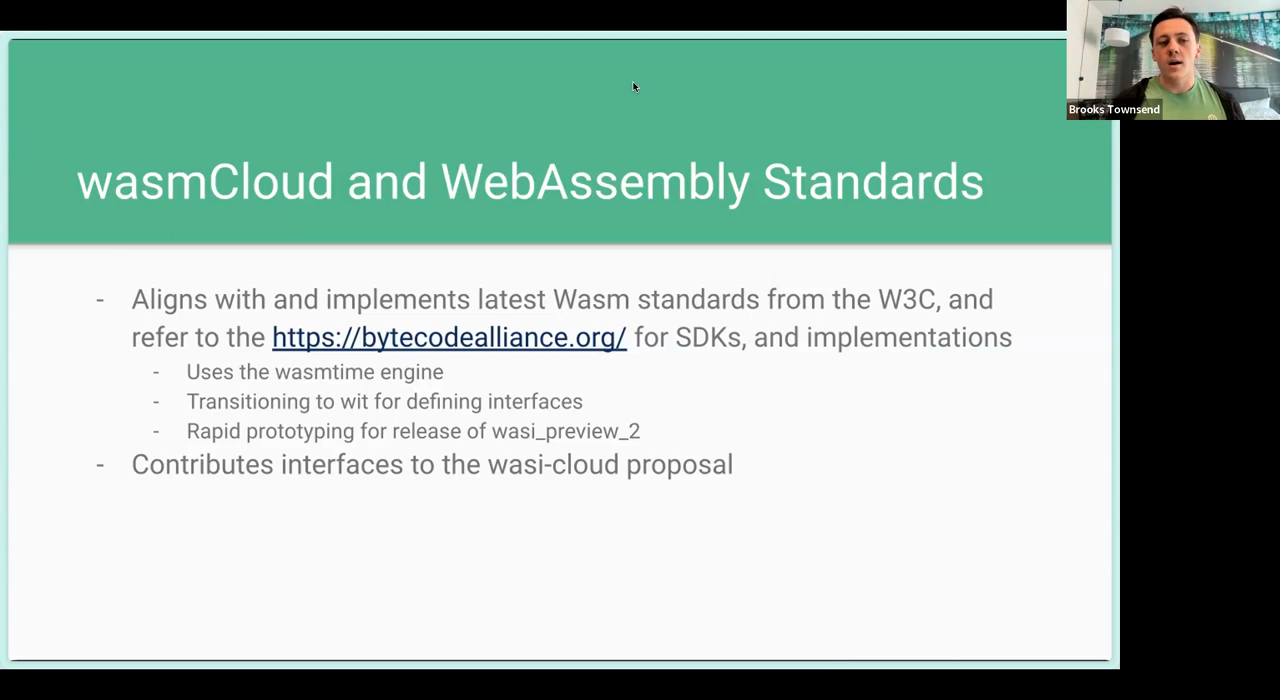 wasmCloud and WebAssembly Standards
- Aligns with and implements latest Wasm standards from the W3C, and
refer to the https://bytecodealliance.org/ for SDKs, and implementations
- Uses the wasmtime engine
- Transitioning to wit for defining interfaces
- Rapid prototyping for release of wasi_preview_2
- Contributes interfaces to the wasi-cloud proposal
Brooks Townsend